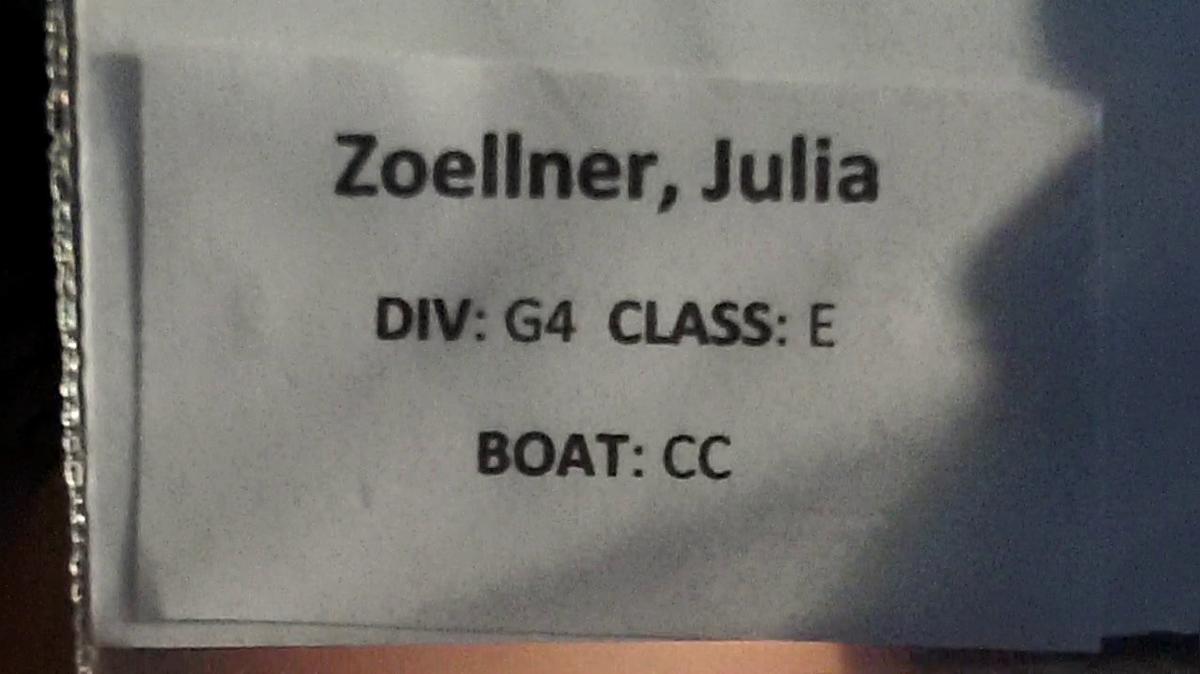 Zoellner, Julia
DIV: G4 CLASS: E
BOAT: CC